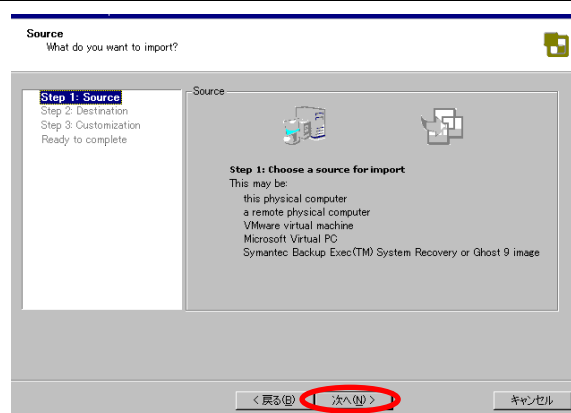 Source
What do you want to import?
Step 1: Source
Step 2: Destination
Step 3: Customization
Ready to complete
Source
Step 1: Choose a source for import
This may be:
this physical computer
a remote physical computer
VMware virtual machine
Microsoft Virtual PC
Symantec Backup Exec(TM) System Recovery or Ghost 9 image
< 戻る(B)
次へ(N) >
キャンセル